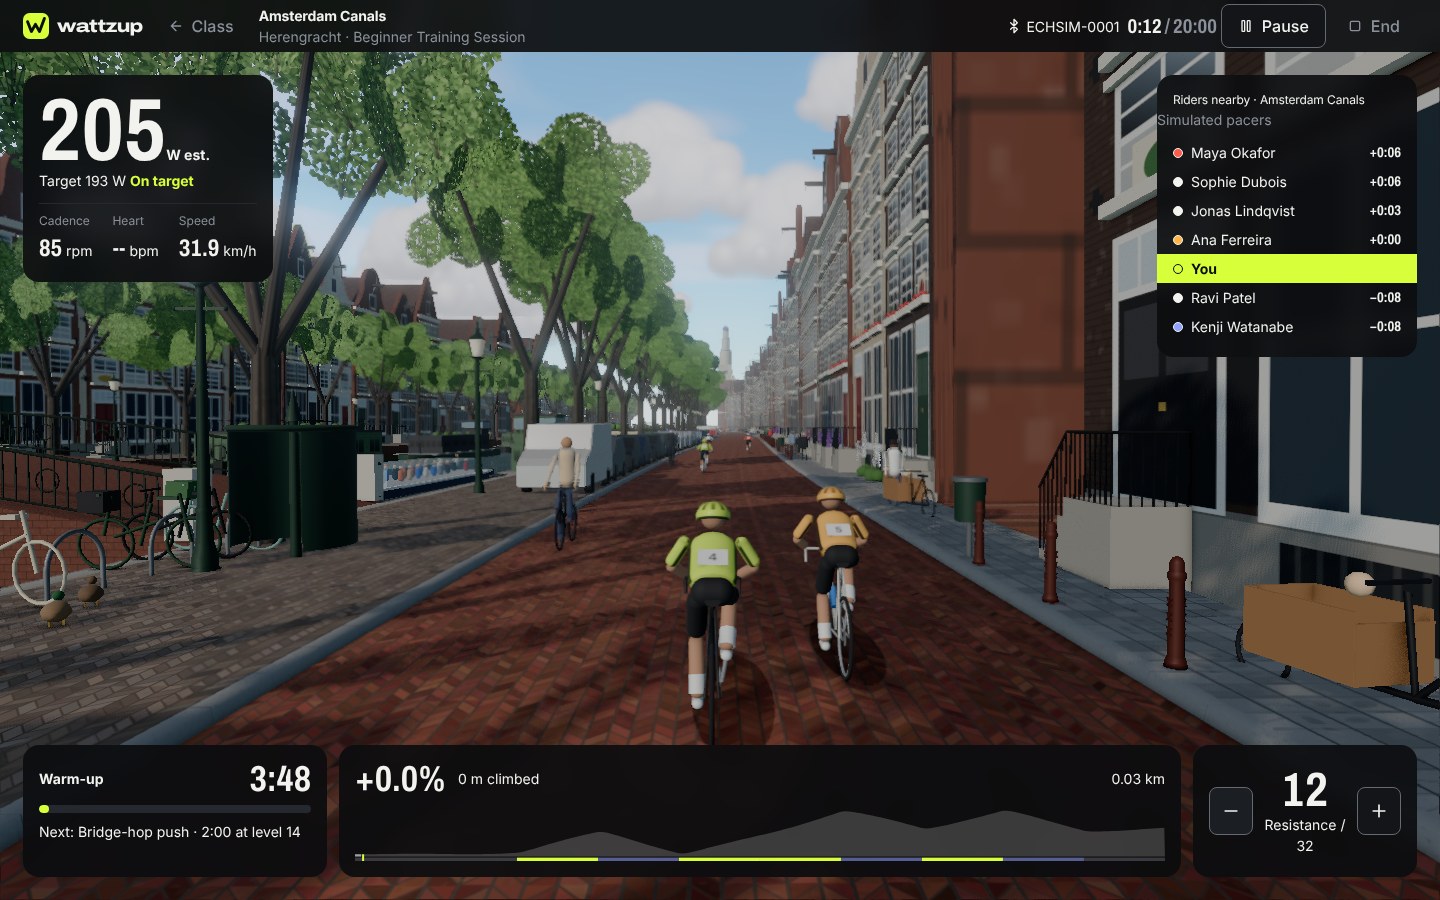 wattzup
Class
Amsterdam Canals
Herengracht · Beginner Training Session
ECHSIM-0001 0:12 / 20:00
Pause
End
205 W est.
Target 193 W On target
Cadence Heart Speed
85 rpm -- bpm 31.9 km/h
Riders nearby · Amsterdam Canals
Simulated pacers
Maya Okafor +0:06
Sophie Dubois +0:06
Jonas Lindqvist +0:03
Ana Ferreira +0:00
You
Ravi Patel −0:08
Kenji Watanabe −0:08
4
5
Warm-up 3:48
Next: Bridge-hop push · 2:00 at level 14
+0.0% 0 m climbed 0.03 km
12
Resistance /
32